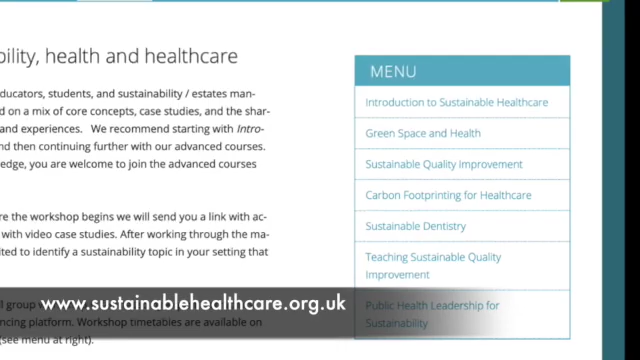 bility, health and healthcare
ducators, students, and sustainability / estates man-
d on a mix of core concepts, case studies, and the shar-
and experiences. We recommend starting with Intro-
nd then continuing further with our advanced courses.
edge, you are welcome to join the advanced courses
re the workshop begins we will send you a link with ac-
with video case studies. After working through the ma-
ited to identify a sustainability topic in your setting that
l group w
ncing platform. Workshop timetables are available on
(see menu at right).
MENU
Introduction to Sustainable Healthcare
Green Space and Health
Sustainable Quality Improvement
Carbon Footprinting for Healthcare
Sustainable Dentistry
Teaching Sustainable Quality
Improvement
Public Health Leadership for
Sustainability
www.sustainablehealthcare.org.uk